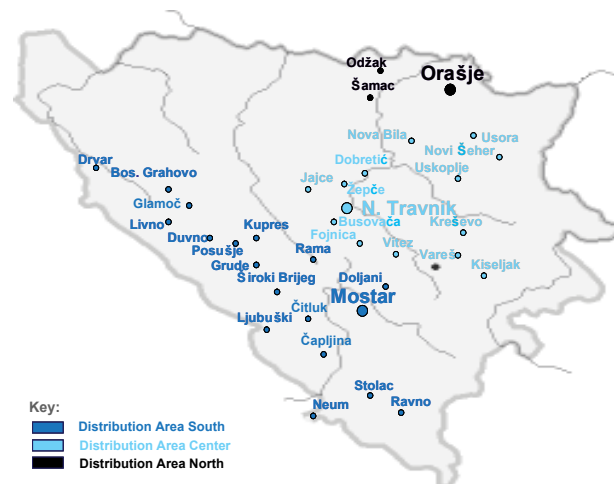 Odžak
Orašje
Šamac
Nova Bila
Usora
Novi Šeher
Dobretić
Uskoplje
Drvar
Bos. Grahovo
Jajce
Žepče
Glamoč
N. Travnik
Livno
Kupres
Busovača
Kreševo
Duvno
Fojnica
Posušje
Rama
Vitez
Vareš
Grude
Kiseljak
Široki Brijeg
Doljani
Mostar
Čitluk
Ljubuški
Čapljina
Stolac
Neum
Ravno
Key:
Distribution Area South
Distribution Area Center
Distribution Area North